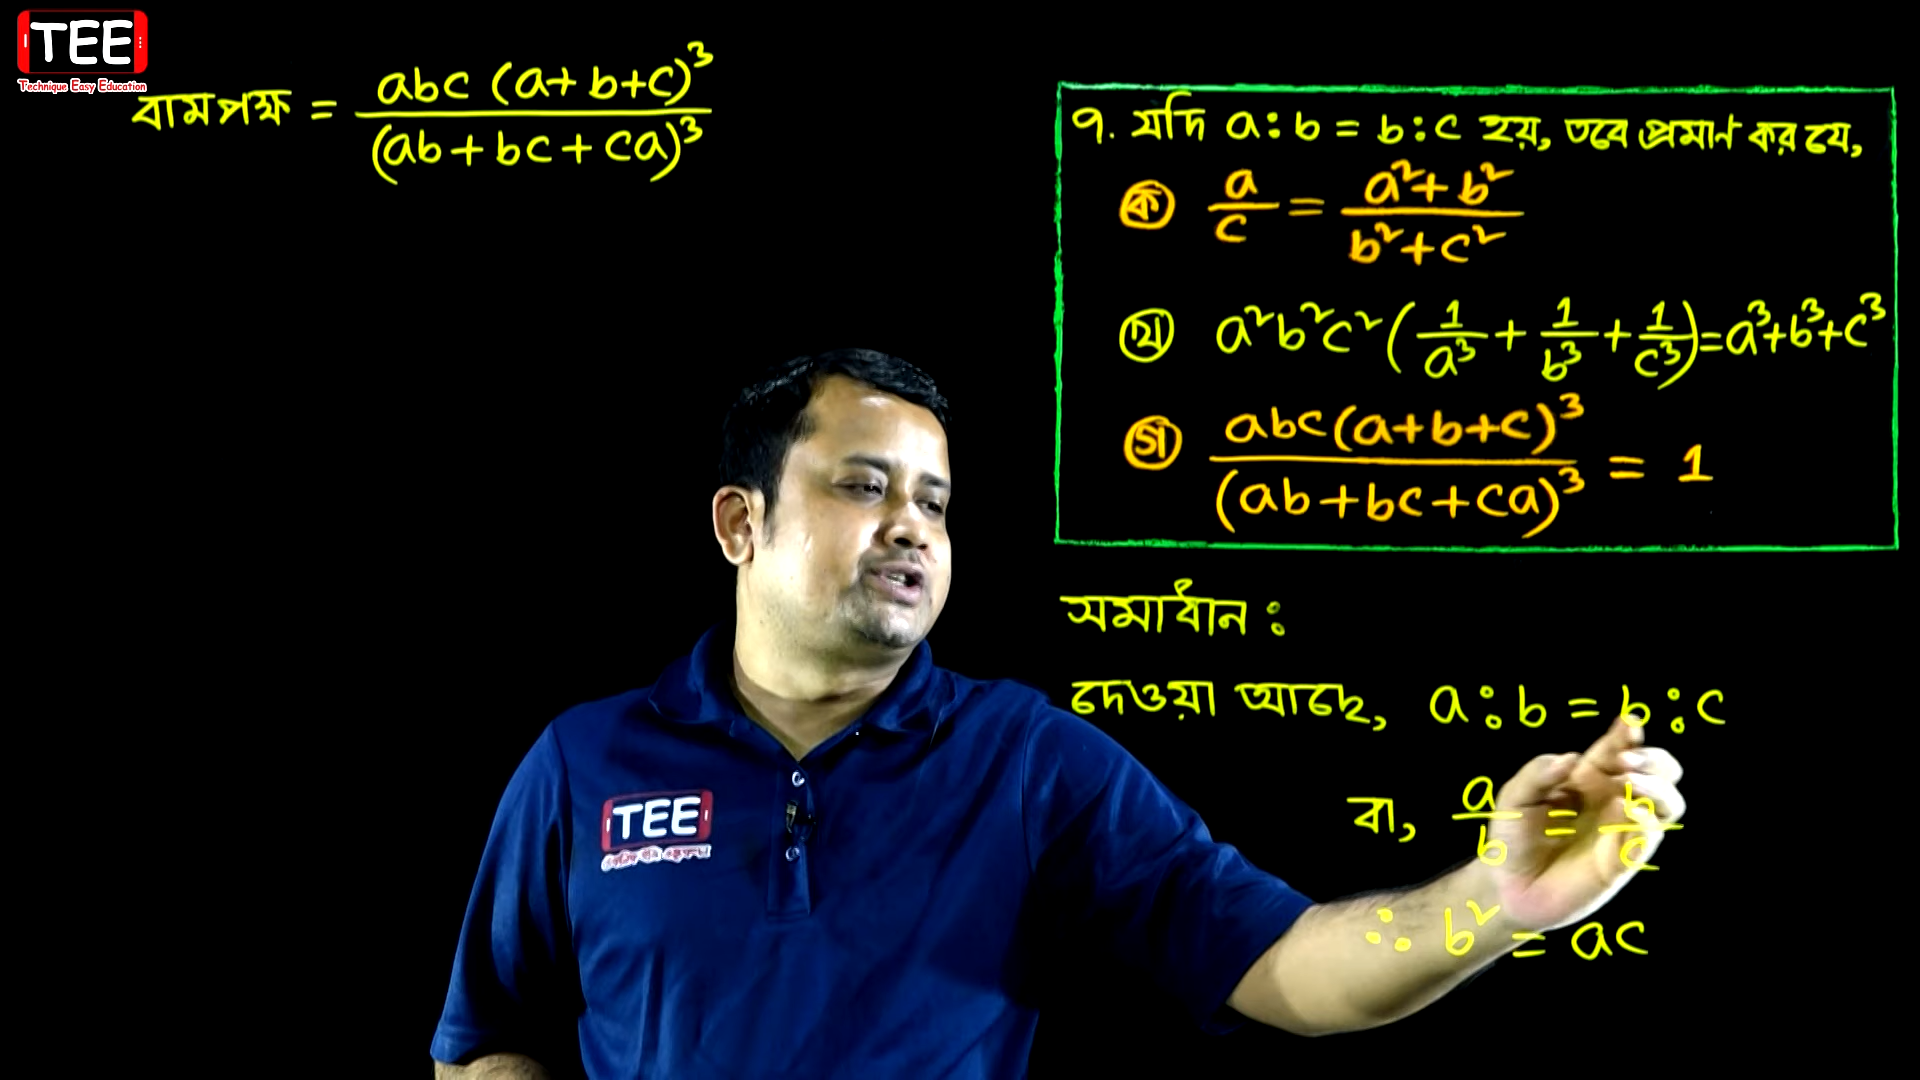 TEE
Technique Easy Education
বামপক্ষ = abc (a+b+c)³ / (ab+bc+ca)³
৭. যদি a:b = b:c হয়, তবে প্রমাণ কর যে,
ক a/c = a²+b² / b²+c²
খ a²b²c² (1/a³ + 1/b³ + 1/c³) = a³+b³+c³
গ abc(a+b+c)³ / (ab+bc+ca)³ = 1
সমাধান :
দেওয়া আছে, a:b = b:c
বা, a/b = b/c
∴ b² = ac
TEE